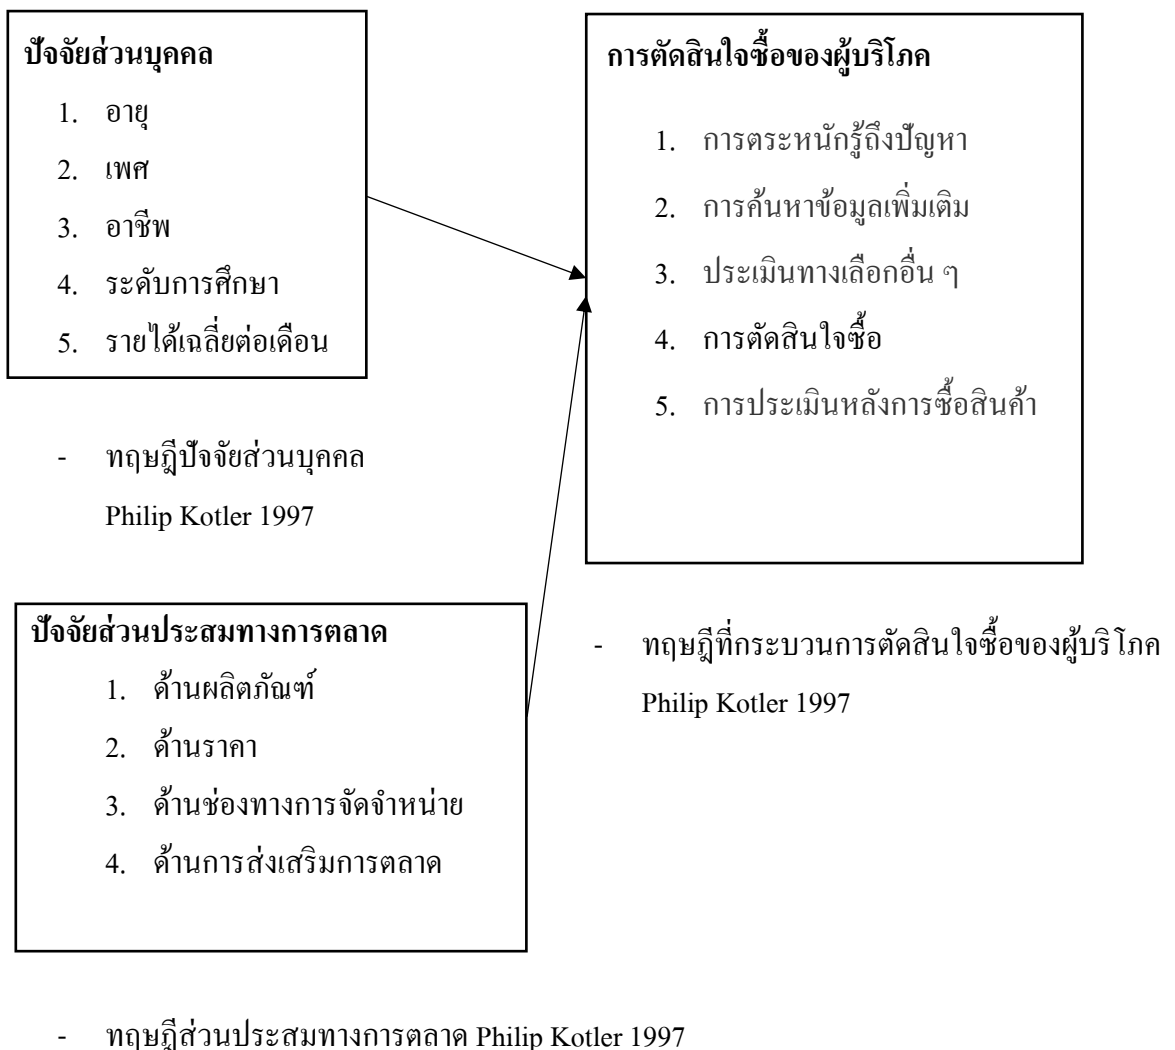 ปัจจัยส่วนบุคคล
1. อายุ
2. เพศ
3. อาชีพ
4. ระดับการศึกษา
5. รายได้เฉลี่ยต่อเดือน
- ทฤษฎีปัจจัยส่วนบุคคล
Philip Kotler 1997
การตัดสินใจซื้อของผู้บริโภค
1. การตระหนักรู้ถึงปัญหา
2. การค้นหาข้อมูลเพิ่มเติม
3. ประเมินทางเลือกอื่น ๆ
4. การตัดสินใจซื้อ
5. การประเมินหลังการซื้อสินค้า
- ทฤษฎีที่กระบวนการตัดสินใจซื้อของผู้บริโภค
Philip Kotler 1997
ปัจจัยส่วนประสมทางการตลาด
1. ด้านผลิตภัณฑ์
2. ด้านราคา
3. ด้านช่องทางการจัดจำหน่าย
4. ด้านการส่งเสริมการตลาด
- ทฤษฎีส่วนประสมทางการตลาด Philip Kotler 1997